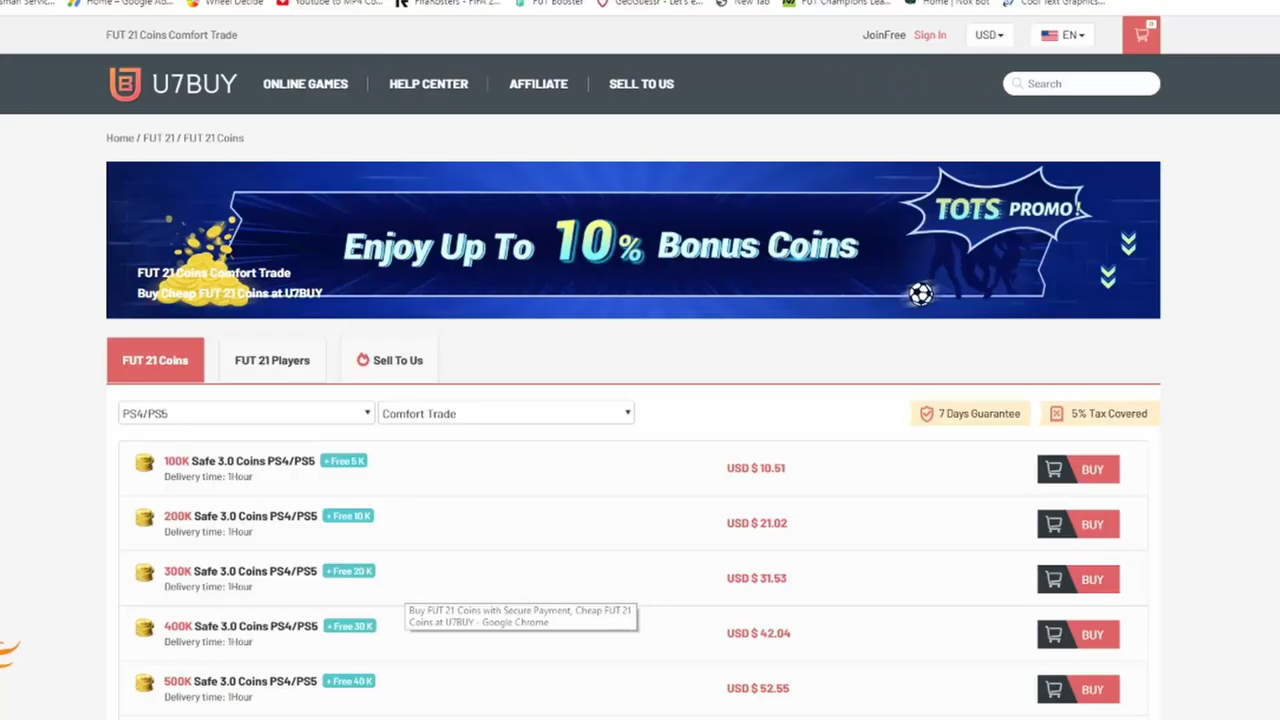 Home – Google Ad...
Wheel Decide
Youtube to MP4 Co...
FUT Booster
GeoGuessr - Let's e...
New Tab
FUT Champions Lea...
Home | Nox Bot
Cool Text Graphics...
FUT 21 Coins Comfort Trade
JoinFree Sign In USD EN 0
U7BUY ONLINE GAMES HELP CENTER AFFILIATE SELL TO US Search
Home / FUT 21 / FUT 21 Coins
TOTS PROMO!
Enjoy Up To 10% Bonus Coins
FUT 21 Coins Comfort Trade
Buy Cheap FUT 21 Coins at U7BUY
FUT 21 Coins FUT 21 Players Sell To Us
PS4/PS5 Comfort Trade 7 Days Guarantee 5% Tax Covered
100K Safe 3.0 Coins PS4/PS5 + Free 5 K
Delivery time: 1Hour
USD $ 10.51 BUY
200K Safe 3.0 Coins PS4/PS5 + Free 10 K
Delivery time: 1Hour
USD $ 21.02 BUY
300K Safe 3.0 Coins PS4/PS5 + Free 20 K
Delivery time: 1Hour
USD $ 31.53 BUY
Buy FUT 21 Coins with Secure Payment, Cheap FUT 21
Coins at U7BUY - Google Chrome
400K Safe 3.0 Coins PS4/PS5 + Free 30 K
Delivery time: 1Hour
USD $ 42.04 BUY
500K Safe 3.0 Coins PS4/PS5 + Free 40 K
Delivery time: 1Hour
USD $ 52.55 BUY